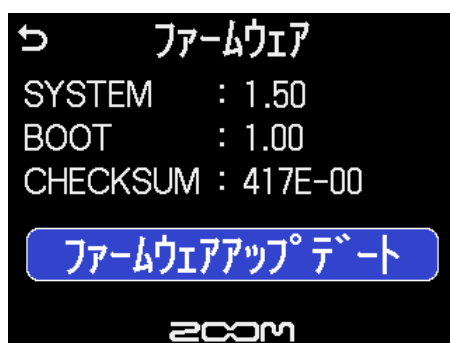 ファームウェア
SYSTEM : 1.50
BOOT : 1.00
CHECKSUM : 417E-00
ファームウェアアップデート
ZOOM